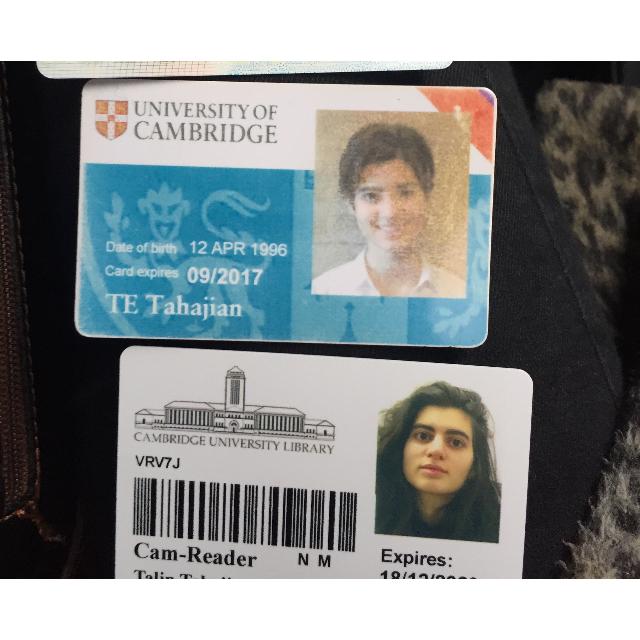 UNIVERSITY OF
CAMBRIDGE
Date of birth 12 APR 1996
Card expires 09/2017
TE Tahajian
CAMBRIDGE UNIVERSITY LIBRARY
VRV7J
Cam-Reader N M
Expires:
Talin